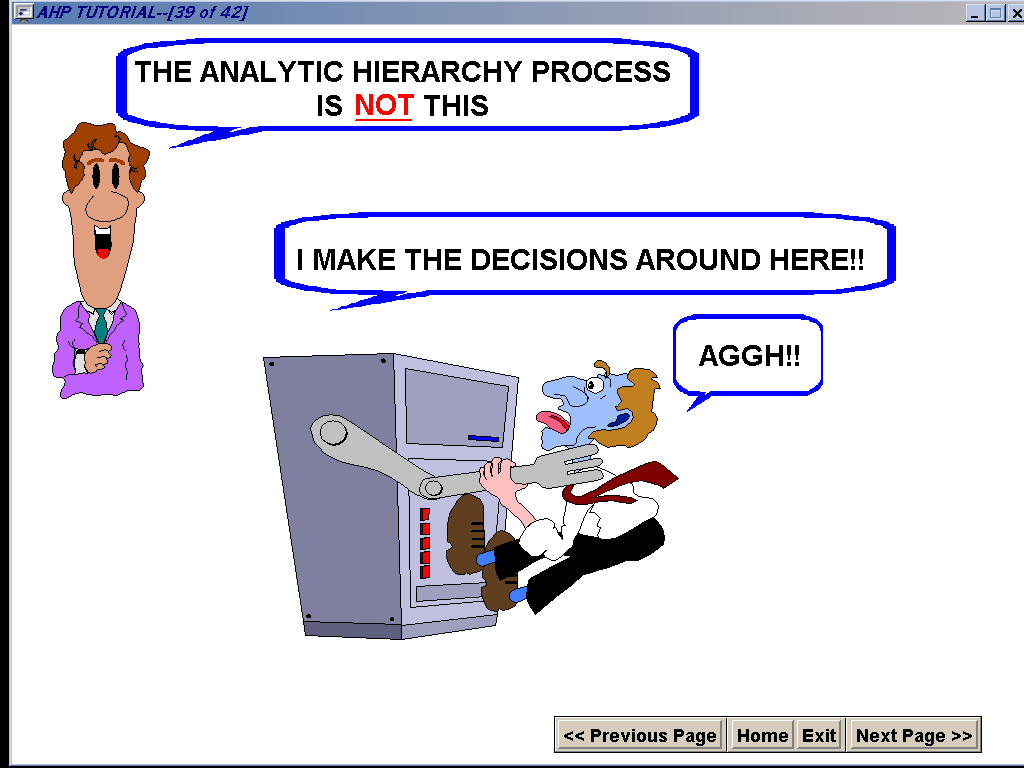 AHP TUTORIAL--[39 of 42]
THE ANALYTIC HIERARCHY PROCESS
IS NOT THIS
I MAKE THE DECISIONS AROUND HERE!!
AGGH!!
<< Previous Page Home Exit Next Page >>